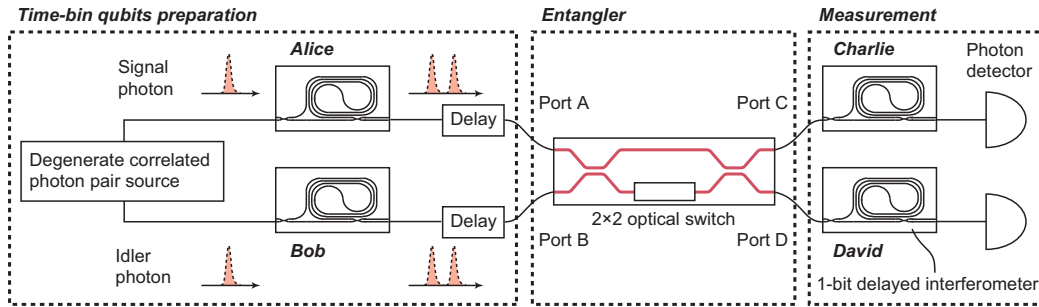 Time-bin qubits preparation
Entangler
Measurement
Alice
Signal
photon
Delay
Degenerate correlated
photon pair source
Delay
Bob
Idler
photon
Port A
Port C
2×2 optical switch
Port B
Port D
Charlie
Photon
detector
David
1-bit delayed interferometer